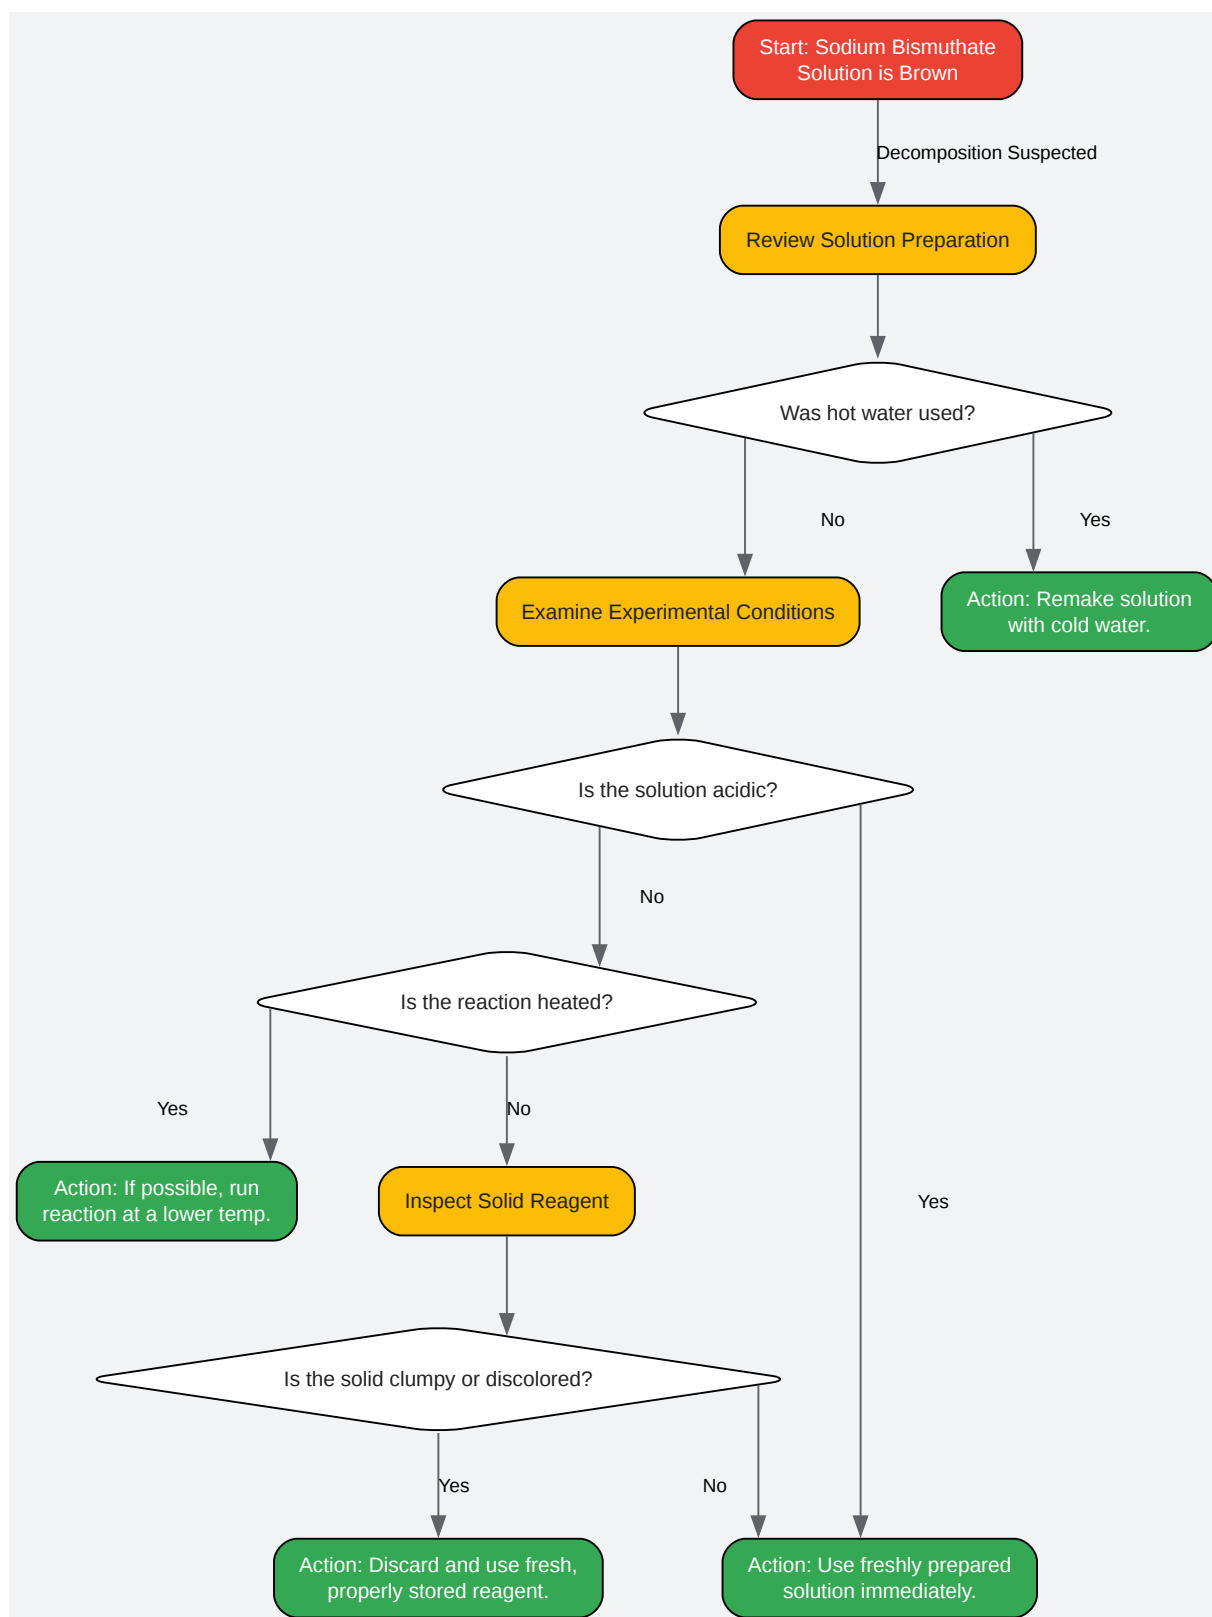 Start: Sodium Bismuthate
Solution is Brown
Decomposition Suspected
Review Solution Preparation
Was hot water used?
No
Yes
Examine Experimental Conditions
Action: Remake solution
with cold water.
Is the solution acidic?
No
Is the reaction heated?
Yes
No
Action: If possible, run
reaction at a lower temp.
Inspect Solid Reagent
Yes
Is the solid clumpy or discolored?
Yes
No
Action: Discard and use fresh,
properly stored reagent.
Action: Use freshly prepared
solution immediately.